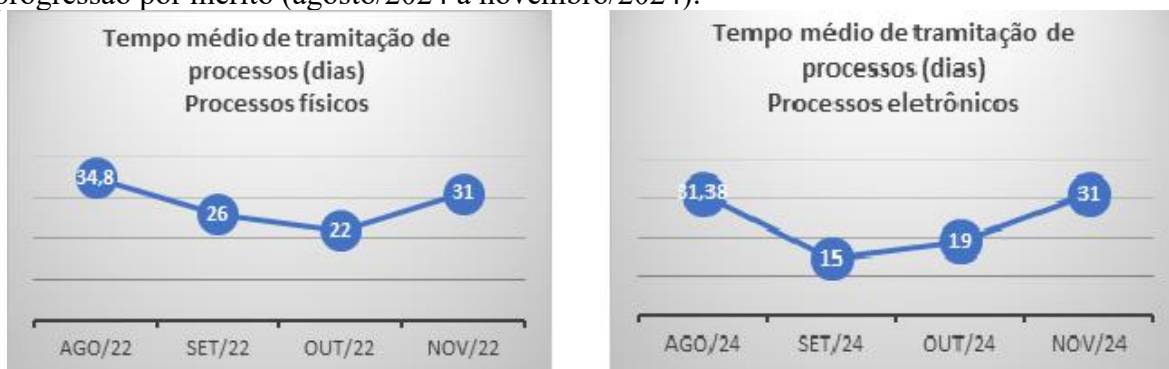 progressão por mérito (agosto/2024 a novembro/2024).
Tempo médio de tramitação de
processos (dias)
Processos físicos
34,8
26
22
31
AGO/22 SET/22 OUT/22 NOV/22
Tempo médio de tramitação de
processos (dias)
Processos eletrônicos
31,38
15
19
31
AGO/24 SET/24 OUT/24 NOV/24